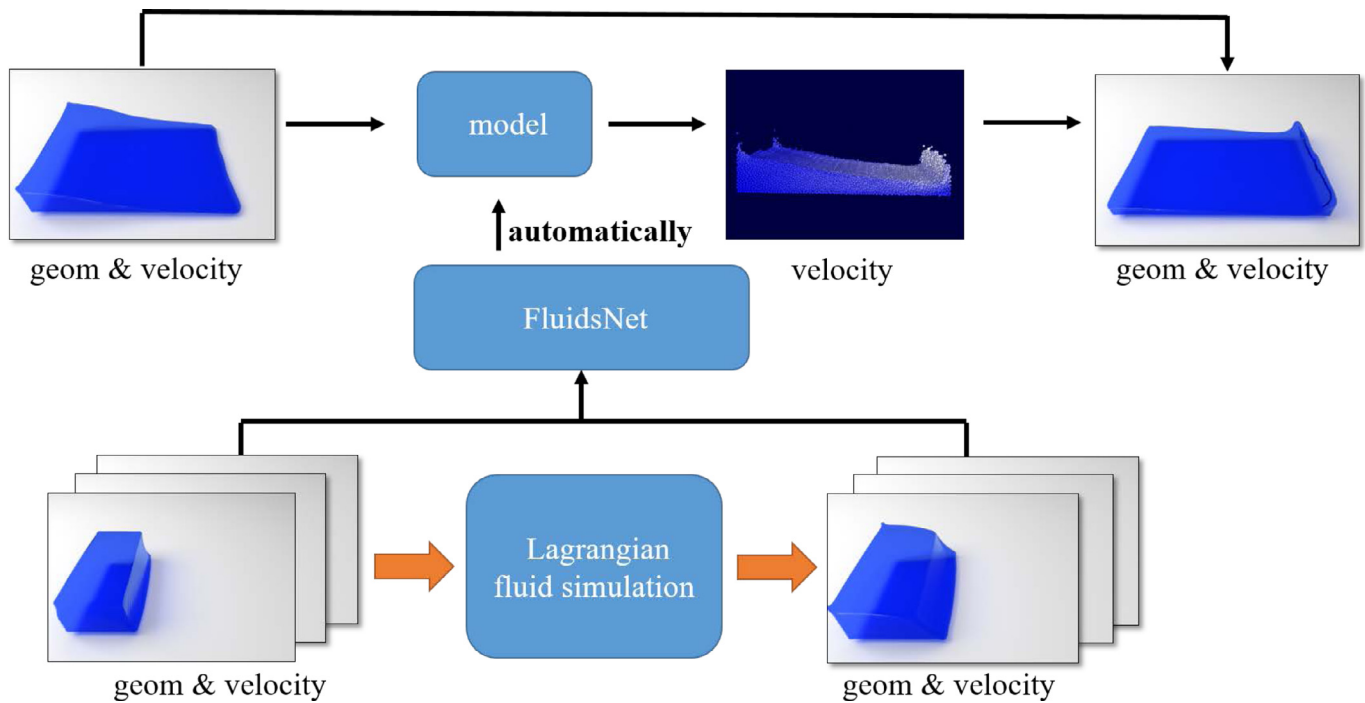 model
automatically
geom & velocity
velocity
geom & velocity
FluidsNet
Lagrangian
fluid simulation
geom & velocity
geom & velocity